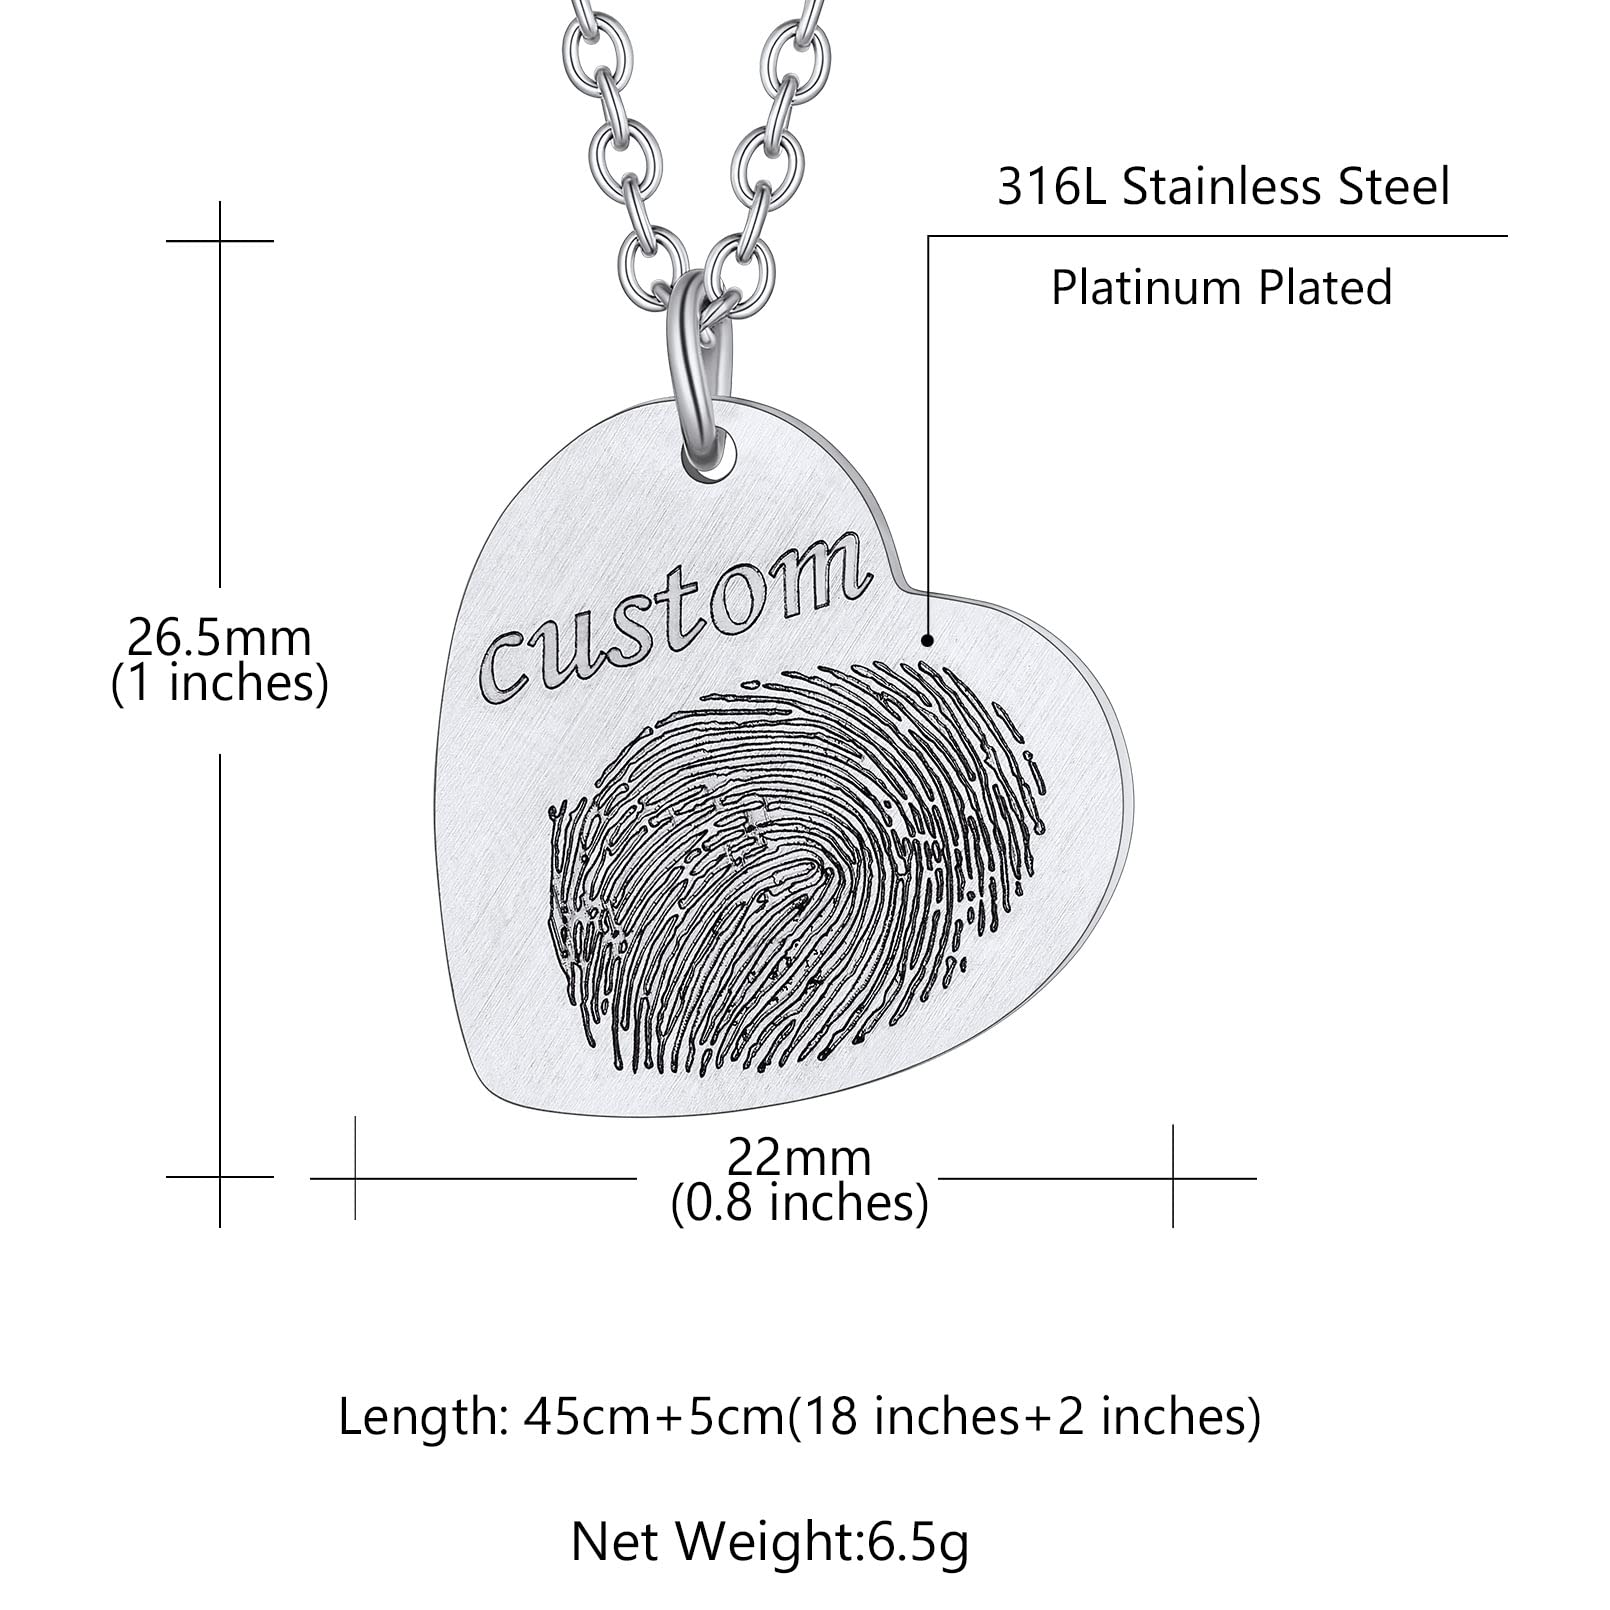 316L Stainless Steel
Platinum Plated
custom
26.5mm
(1 inches)
22mm
(0.8 inches)
Length: 45cm+5cm(18 inches+2 inches)
Net Weight:6.5g